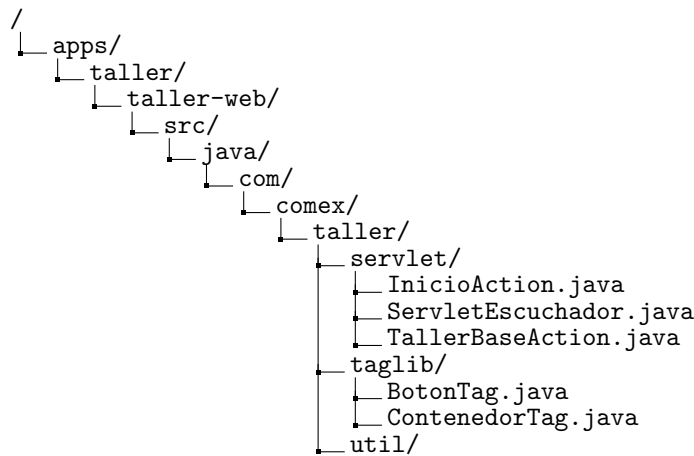 /
apps/
taller/
taller-web/
src/
java/
com/
comex/
taller/
servlet/
InicioAction.java
ServletEscuchador.java
TallerBaseAction.java
taglib/
BotonTag.java
ContenedorTag.java
util/